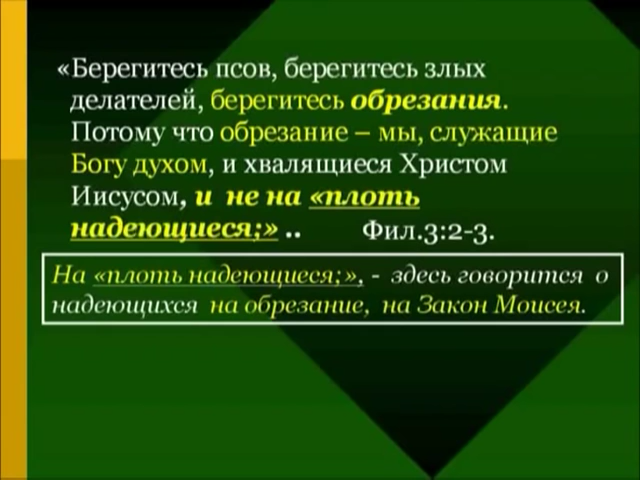 «Берегитесь псов, берегитесь злых
делателей, берегитесь обрезания.
Потому что обрезание – мы, служащие
Богу духом, и хвалящиеся Христом
Иисусом, и не на «плоть
надеющиеся;» .. Фил.3:2-3.
На «плоть надеющиеся;», - здесь говорится о
надеющихся на обрезание, на Закон Моисея.